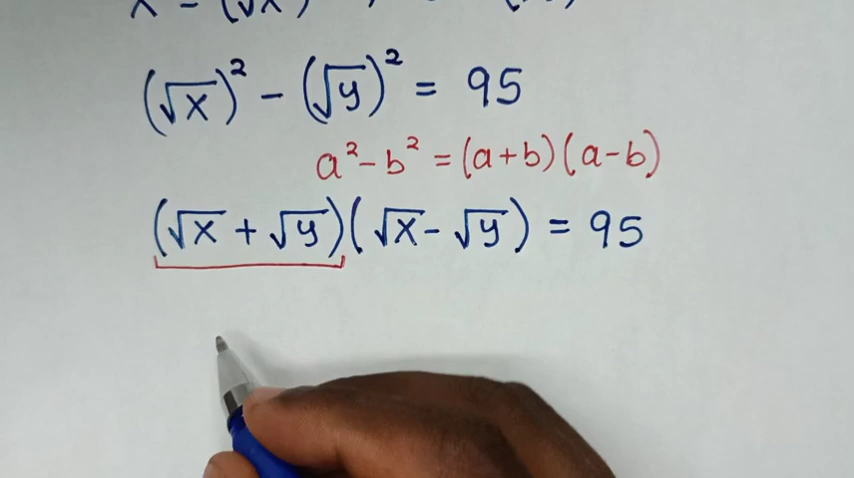 (√x)² - (√y)² = 95
a² - b² = (a+b)(a-b)
(√x + √y)(√x - √y) = 95